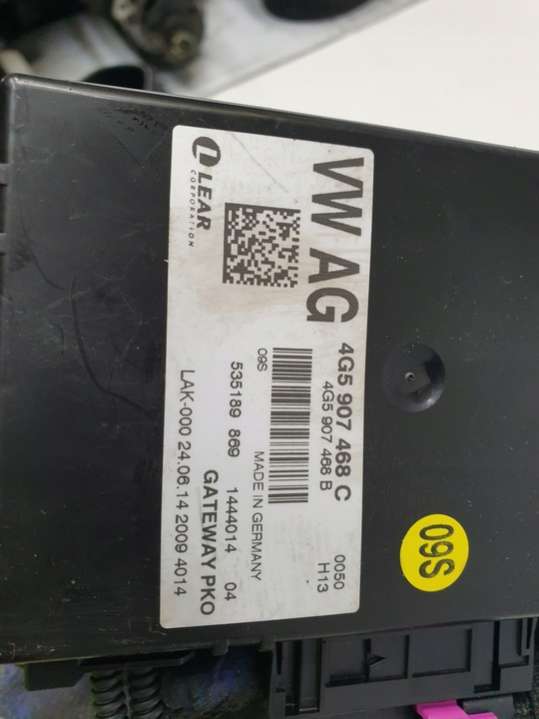 VW AG
LEAR
CORPORATION
4G5 907 468 C
4G5 907 468 B
0050
H13
09S
MADE IN GERMANY
535189 869 1444014 04
GATEWAY PKO
LAK-000 24.06.14 2009 4014
09S